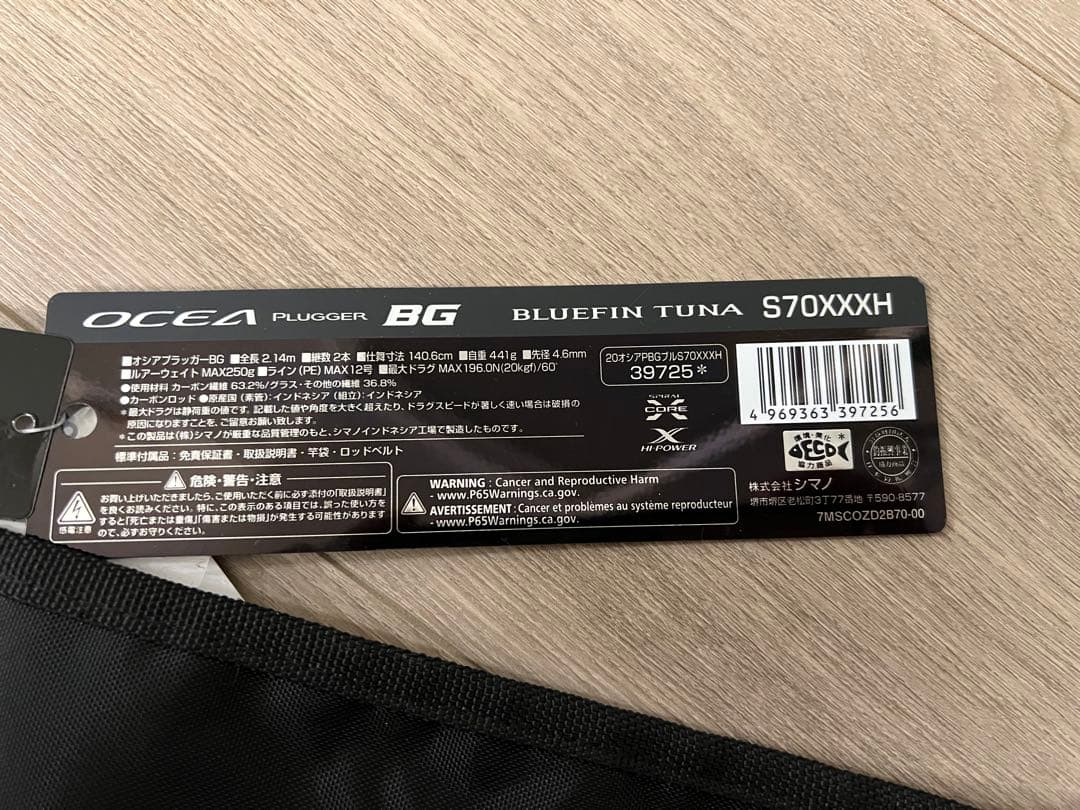 OCEA PLUGGER BG BLUEFIN TUNA S70XXXH
■オシアプラッガーBG ■全長 2.14m ■継数 2本 ■仕舞寸法 140.6cm ■自重 441g ■先径 4.6mm
■ルアーウェイト MAX250g ■ライン (PE) MAX12号 ■最大ドラグ MAX196.0N(20kgf)/60°
●使用材料 カーボン繊維 63.2%/グラス・その他の繊維 36.8%
●カーボンロッド ●原産国 (素管):インドネシア (組立):インドネシア
*最大ドラグは静荷重の値です。記載した値や角度を大きく超えたり、ドラグスピードが著しく速い場合は破損の
原因になりますことを、ご留意お願い致します。
*この製品は(株)シマノが厳重な品質管理のもと、シマノインドネシア工場で製造したものです。
標準付属品:免責保証書・取扱説明書・竿袋・ロッドベルト
危険・警告・注意
お買い上げいただきましたら、ご使用いただく前に必ず添付の「取扱説明書」
を良くお読みください。特に、この表示のある項目では、誤った使い方を
すると「死亡または重傷」「傷害または物損」が発生する可能性があります
ので、必ずお守りください。
感電注意
WARNING : Cancer and Reproductive Harm
- www.P65Warnings.ca.gov.
AVERTISSEMENT : Cancer et problèmes au système reproducteur
- www.P65Warnings.ca.gov.
20オシアPBGブルS70XXXH
39725*
SPIRAL
X
CORE
X
HI-POWER
4 969363 397256
環境・美化
ECO
協力商品
協力商品
株式会社 シマノ
堺市堺区老松町3丁77番地 〒590-8577
7MSCOZD2B70-00